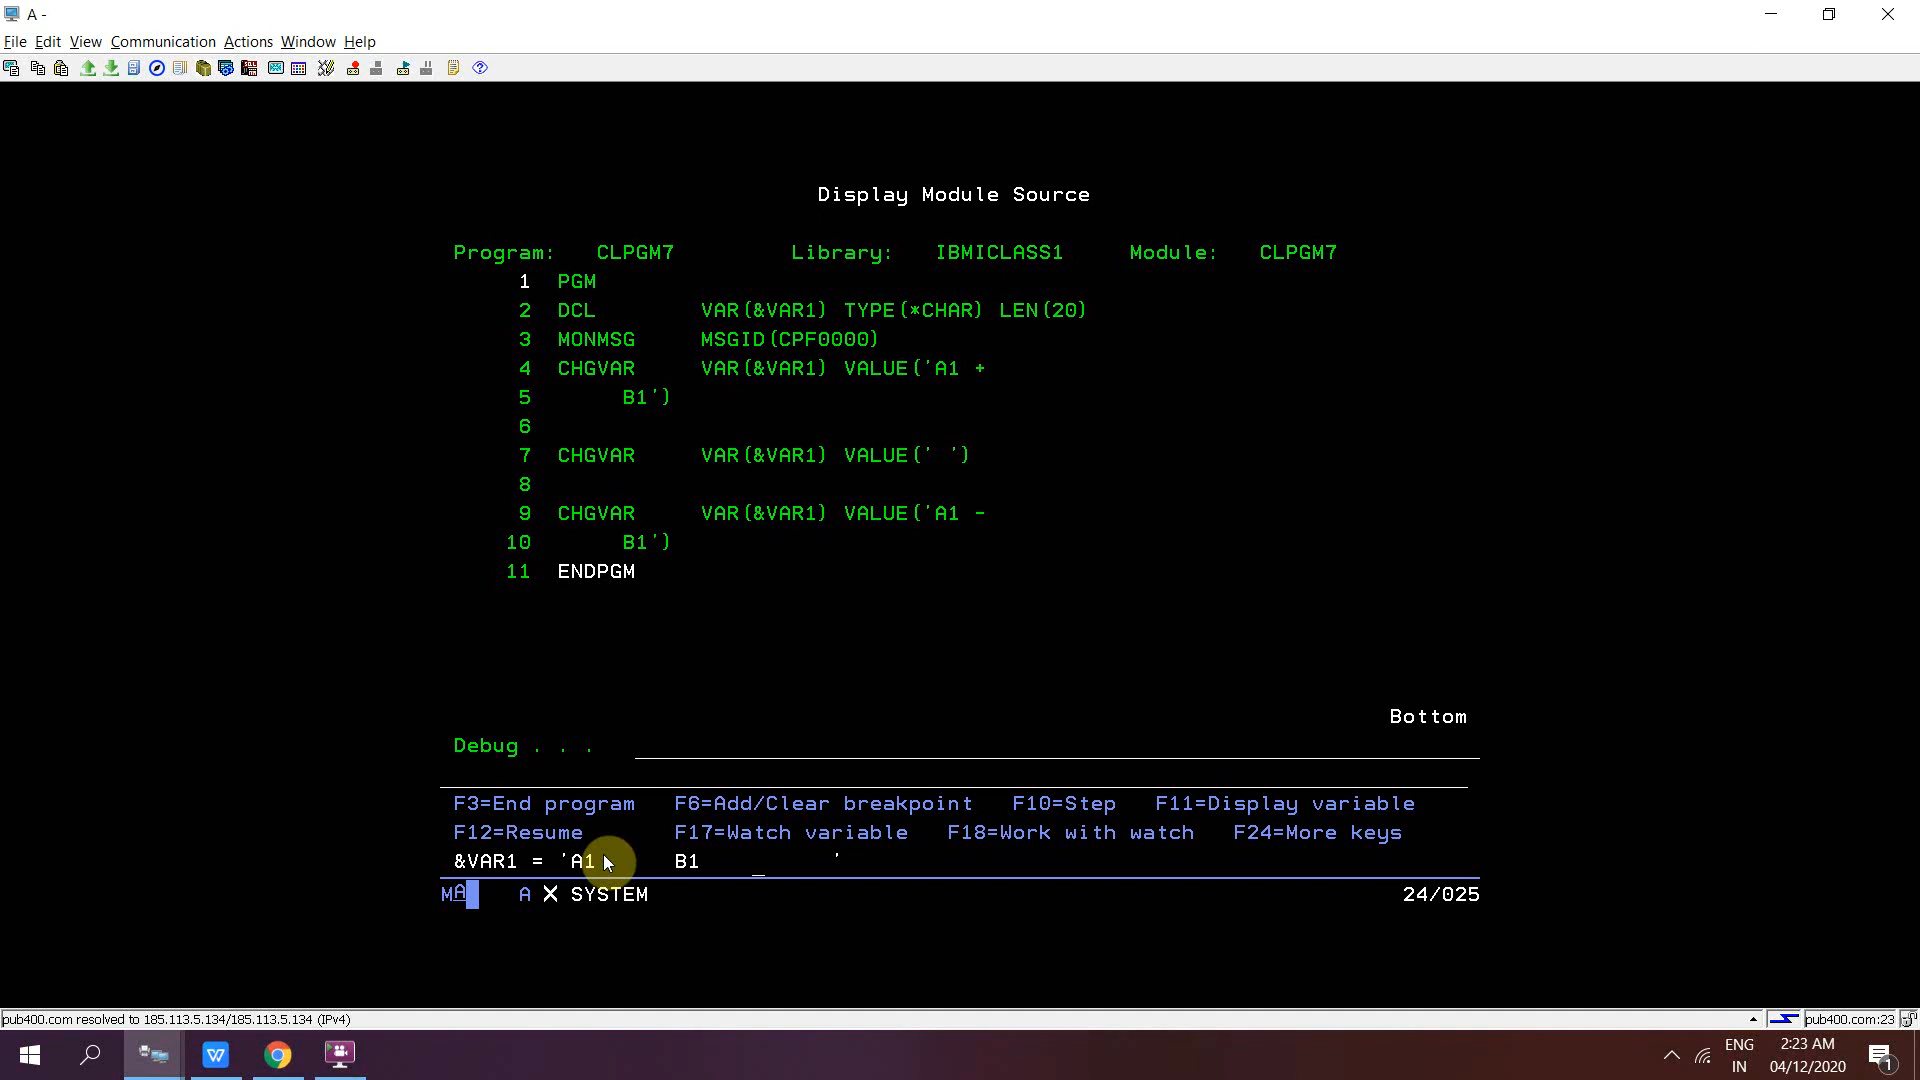 A -
File Edit View Communication Actions Window Help
Display Module Source
Program: CLPGM7 Library: IBMICLASS1 Module: CLPGM7
1 PGM
2 DCL VAR(&VAR1) TYPE(*CHAR) LEN(20)
3 MONMSG MSGID(CPF0000)
4 CHGVAR VAR(&VAR1) VALUE('A1 +
5 B1')
6
7 CHGVAR VAR(&VAR1) VALUE(' ')
8
9 CHGVAR VAR(&VAR1) VALUE('A1 -
10 B1')
11 ENDPGM
Bottom
Debug . . .
F3=End program F6=Add/Clear breakpoint F10=Step F11=Display variable
F12=Resume F17=Watch variable F18=Work with watch F24=More keys
&VAR1 = 'A1 B1 '
MA A X SYSTEM 24/025
pub400.com resolved to 185.113.5.134/185.113.5.134 (IPv4) pub400.com:23
ENG 2:23 AM
IN 04/12/2020 1